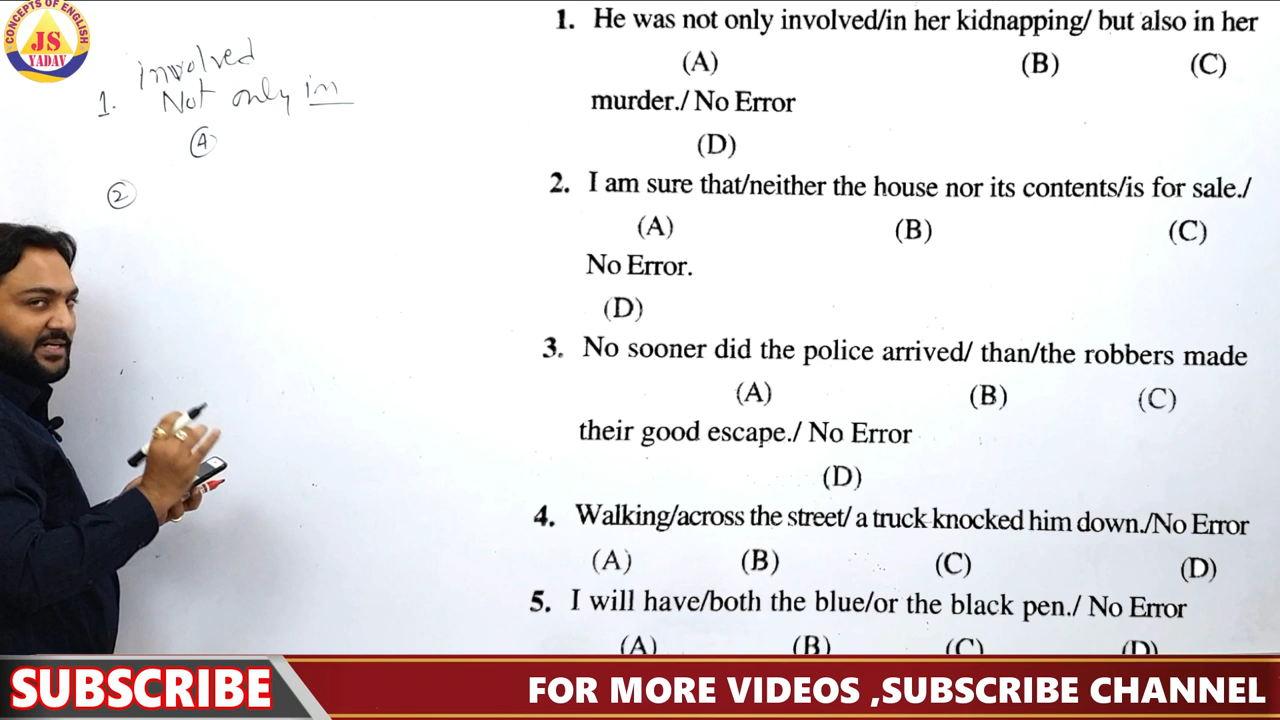 CONCEPTS OF ENGLISH
JS
YADAV
involved
1. Not only in
(A)
(2)
1. He was not only involved/in her kidnapping/ but also in her
(A) (B) (C)
murder./ No Error
(D)
2. I am sure that/neither the house nor its contents/is for sale./
(A) (B) (C)
No Error.
(D)
3. No sooner did the police arrived/ than/the robbers made
(A) (B) (C)
their good escape./ No Error
(D)
4. Walking/across the street/ a truck knocked him down./No Error
(A) (B) (C) (D)
5. I will have/both the blue/or the black pen./ No Error
(A) (B) (C) (D)
SUBSCRIBE
FOR MORE VIDEOS ,SUBSCRIBE CHANNEL